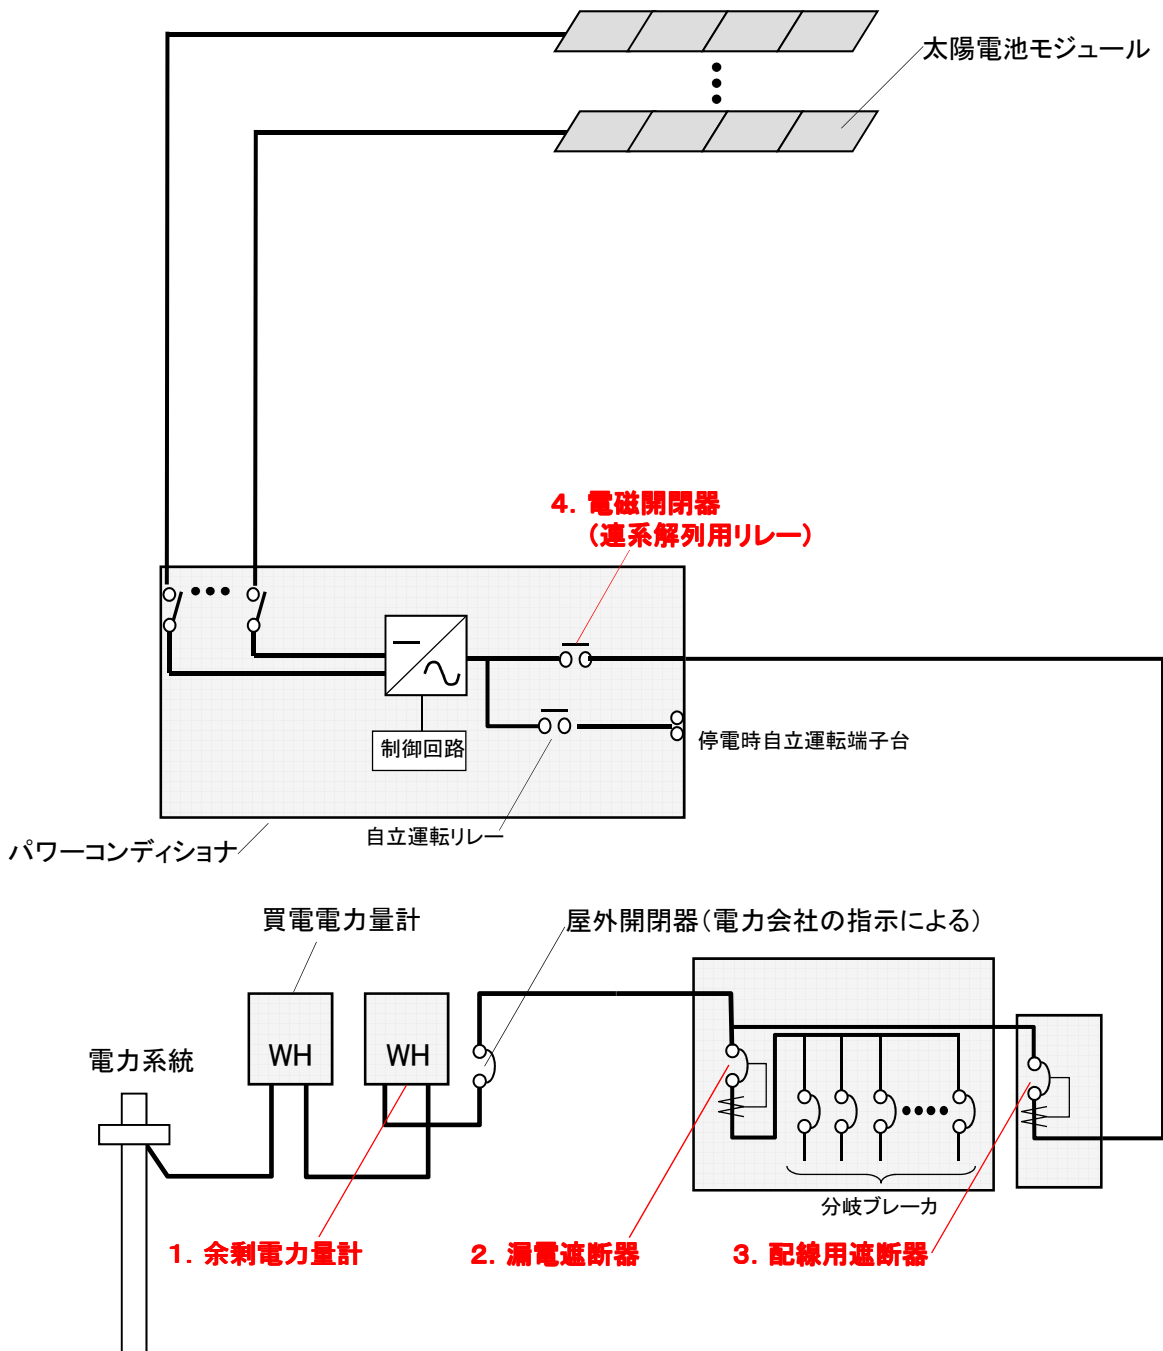 太陽電池モジュール
4. 電磁開閉器
(連系解列用リレー)
制御回路
停電時自立運転端子台
自立運転リレー
パワーコンディショナ
買電電力量計
屋外開閉器(電力会社の指示による)
WH
WH
電力系統
分岐ブレーカ
1. 余剰電力量計
2. 漏電遮断器
3. 配線用遮断器